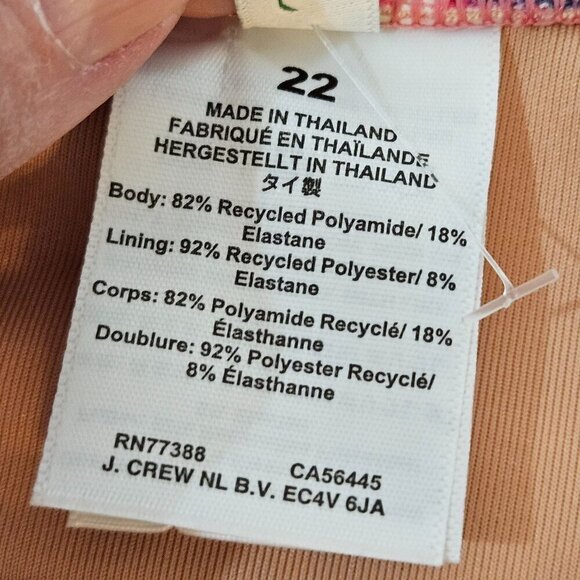 22
MADE IN THAILAND
FABRIQUÉ EN THAÏLANDE
HERGESTELLT IN THAILAND
タイ製
Body: 82% Recycled Polyamide/ 18%
Elastane
Lining: 92% Recycled Polyester/ 8%
Elastane
Corps: 82% Polyamide Recyclé/ 18%
Élasthanne
Doublure: 92% Polyester Recyclé/
8% Élasthanne
RN77388 CA56445
J. CREW NL B.V. EC4V 6JA